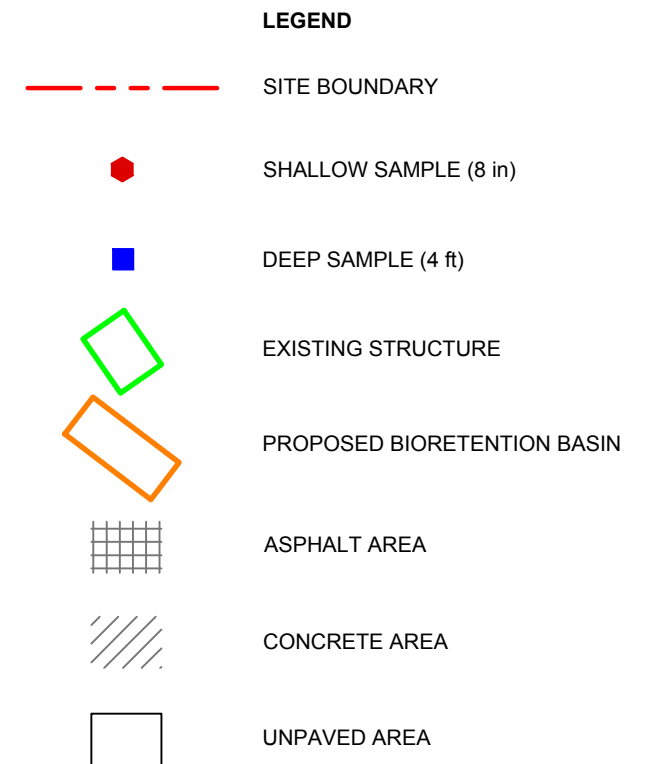 LEGEND
SITE BOUNDARY
SHALLOW SAMPLE (8 in)
DEEP SAMPLE (4 ft)
EXISTING STRUCTURE
PROPOSED BIORETENTION BASIN
ASPHALT AREA
CONCRETE AREA
UNPAVED AREA